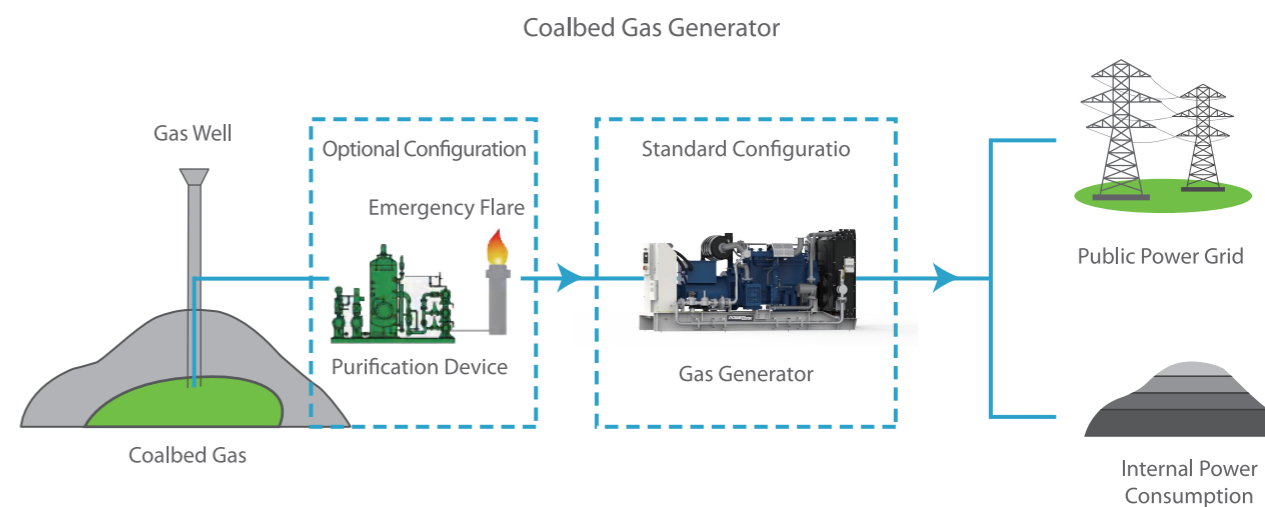 Coalbed Gas Generator
Gas Well
Optional Configuration
Standard Configuratio
Emergency Flare
Public Power Grid
Purification Device
Gas Generator
Coalbed Gas
Internal Power
Consumption